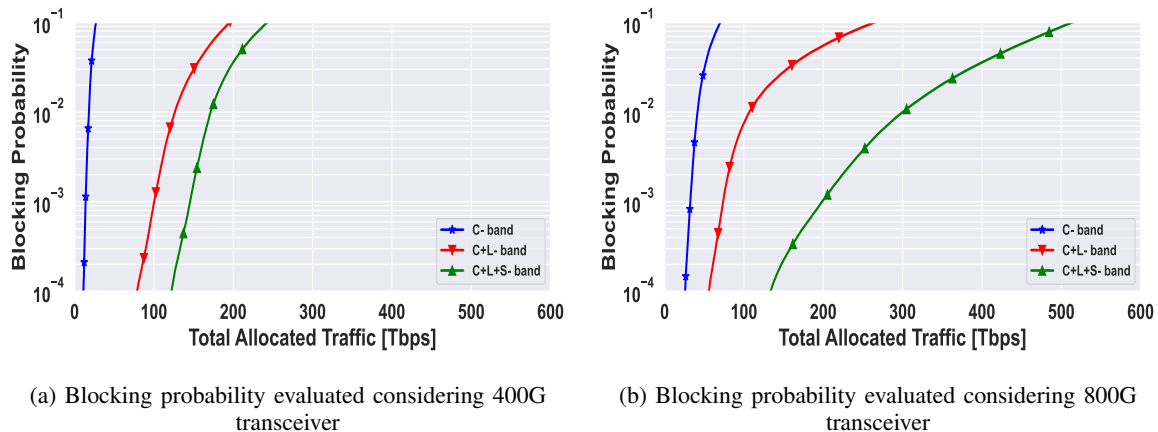 10⁻¹
10⁻²
10⁻³
10⁻⁴
Blocking Probability
0 100 200 300 400 500 600
Total Allocated Traffic [Tbps]
C- band
C+L- band
C+L+S- band
(a) Blocking probability evaluated considering 400G
transceiver
10⁻¹
10⁻²
10⁻³
10⁻⁴
Blocking Probability
0 100 200 300 400 500 600
Total Allocated Traffic [Tbps]
C- band
C+L- band
C+L+S- band
(b) Blocking probability evaluated considering 800G
transceiver